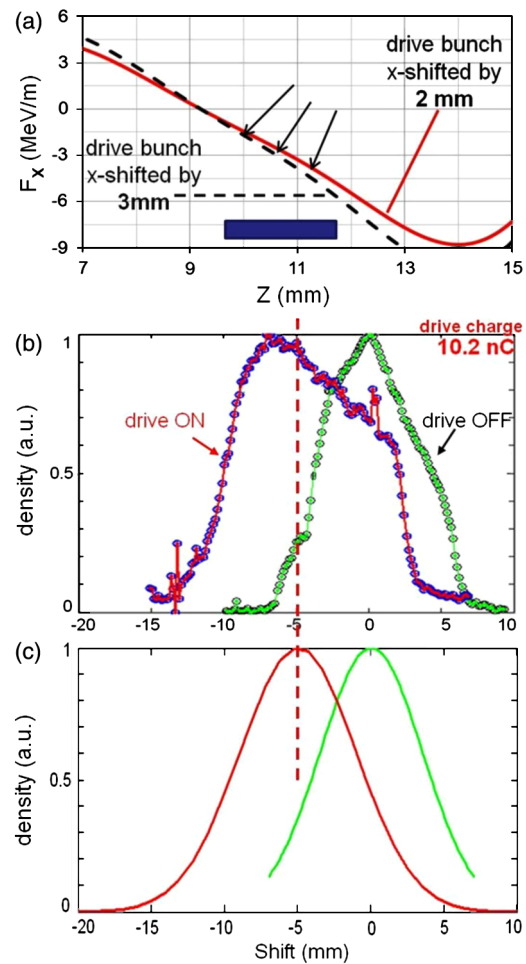 (a)
6
3
0
-3
-6
-9
F_x (MeV/m)
drive bunch
x-shifted by
2 mm
drive bunch
x-shifted by
3mm
7 9 11 13 15
Z (mm)
(b)
drive charge
10.2 nC
1
0.5
0
density (a.u.)
drive ON
drive OFF
-20 -15 -10 -5 0 5 10
(c)
1
0.5
0
density (a.u.)
-20 -15 -10 -5 0 5 10
Shift (mm)